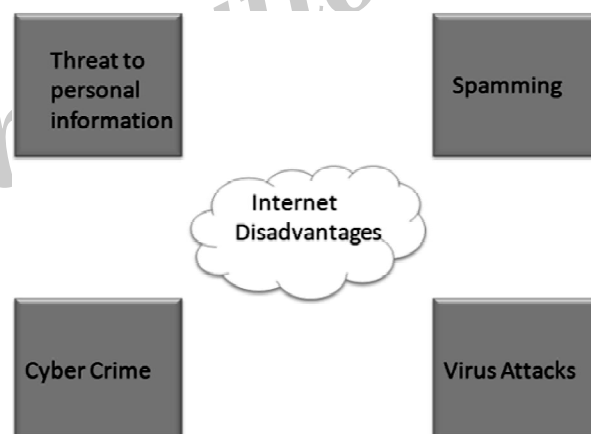 Threat to
personal
information
Spamming
Internet
Disadvantages
Cyber Crime
Virus Attacks